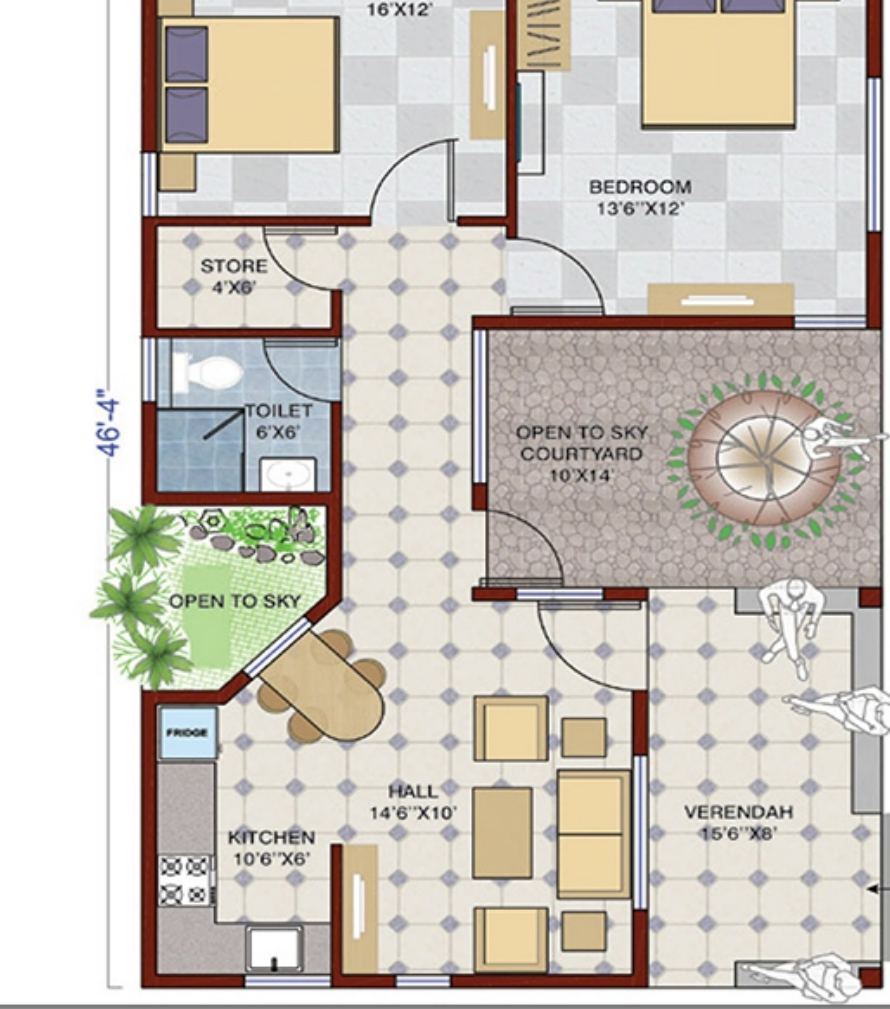 16'X12'
BEDROOM
13'6"X12'
STORE
4'X6'
TOILET
6'X6'
46'-4"
OPEN TO SKY
COURTYARD
10'X14'
OPEN TO SKY
FRIDGE
HALL
14'6"X10'
VERENDAH
15'6"X8'
KITCHEN
10'6"X6'